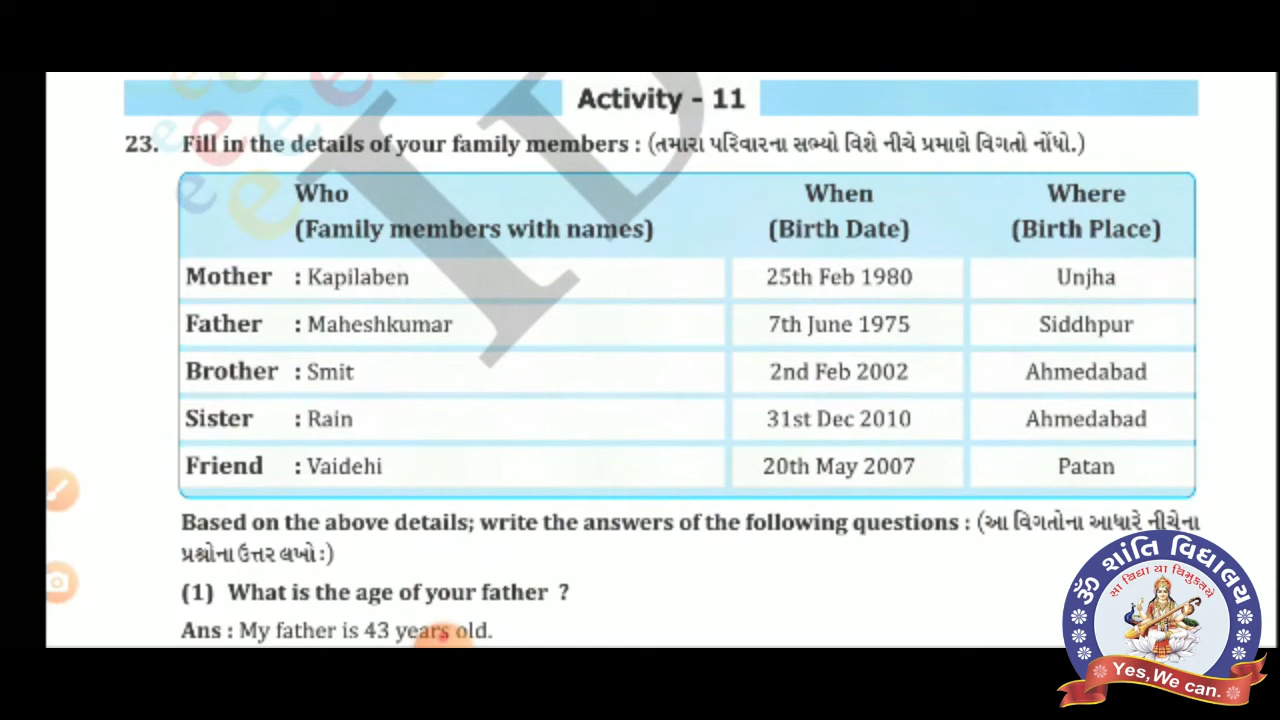 Activity - 11
23. Fill in the details of your family members : (તમારા પરિવારના સભ્યો વિશે નીચે પ્રમાણે વિગતો નોંધો.)
Who When Where
(Family members with names) (Birth Date) (Birth Place)
Mother : Kapilaben 25th Feb 1980 Unjha
Father : Maheshkumar 7th June 1975 Siddhpur
Brother : Smit 2nd Feb 2002 Ahmedabad
Sister : Rain 31st Dec 2010 Ahmedabad
Friend : Vaidehi 20th May 2007 Patan
Based on the above details; write the answers of the following questions : (આ વિગતોના આધારે નીચેના
પ્રશ્નોના ઉત્તર લખો:)
(1) What is the age of your father ?
Ans : My father is 43 years old.
ૐ શાંતિ વિદ્યાલય
સા વિદ્યા યા વિમુક્તયે
Yes, We can.